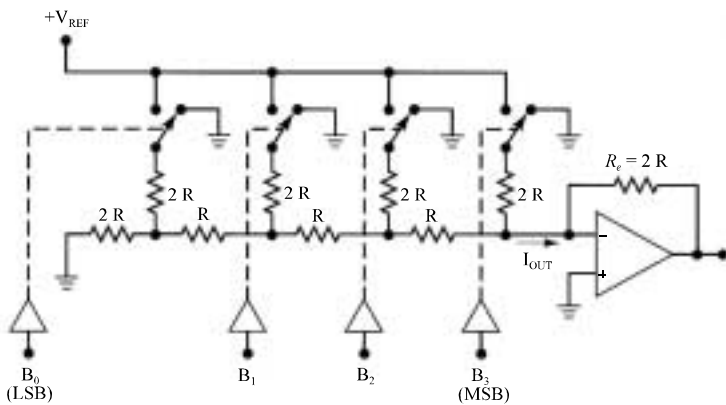 +V_REF
R_e = 2 R
2 R
2 R
2 R
2 R
2 R
R
R
R
I_OUT
−
+
B_0
(LSB)
B_1
B_2
B_3
(MSB)